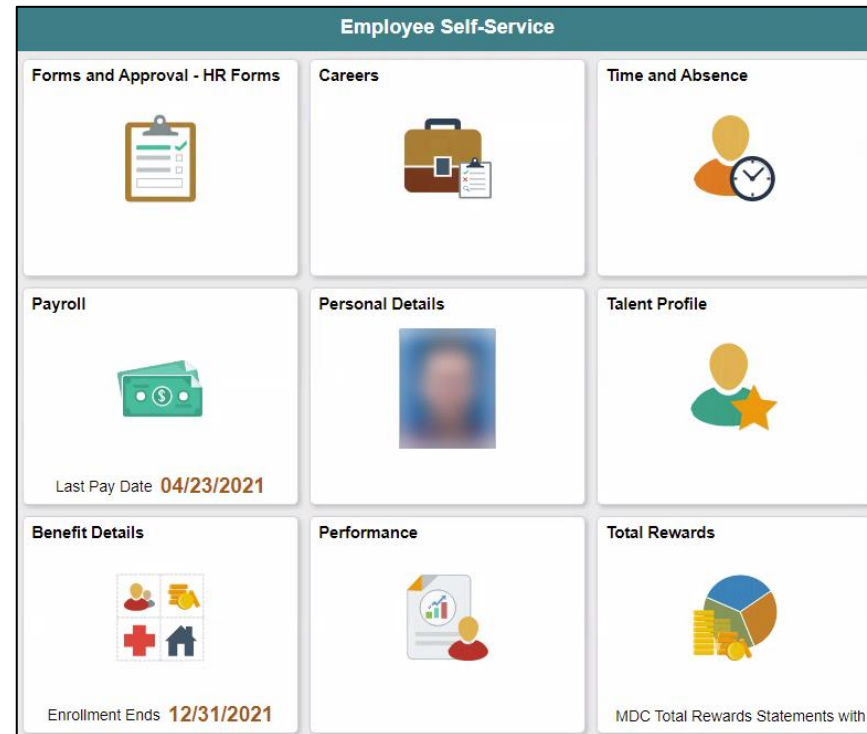 Employee Self-Service
Forms and Approval - HR Forms
Careers
Time and Absence
Payroll
Last Pay Date 04/23/2021
Personal Details
Talent Profile
Benefit Details
Enrollment Ends 12/31/2021
Performance
Total Rewards
MDC Total Rewards Statements with